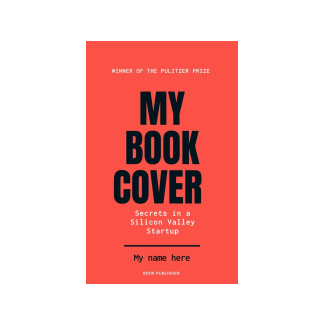 WINNER OF THE PULITZER PRIZE
MY
BOOK
COVER
Secrets in a
Silicon Valley
Startup
My name here
BOOK PUBLISHER